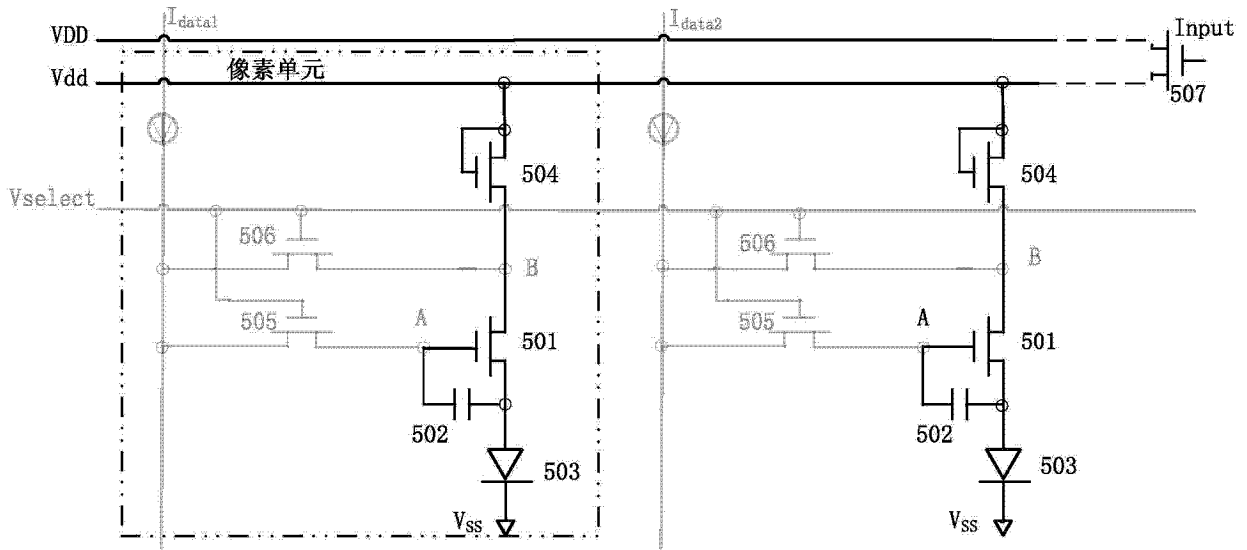 Idata1
Idata2
VDD
Input
像素单元
Vdd
507
504
504
Vselect
506
506
B
B
505
A
505
A
501
501
502
502
503
503
VSS
VSS